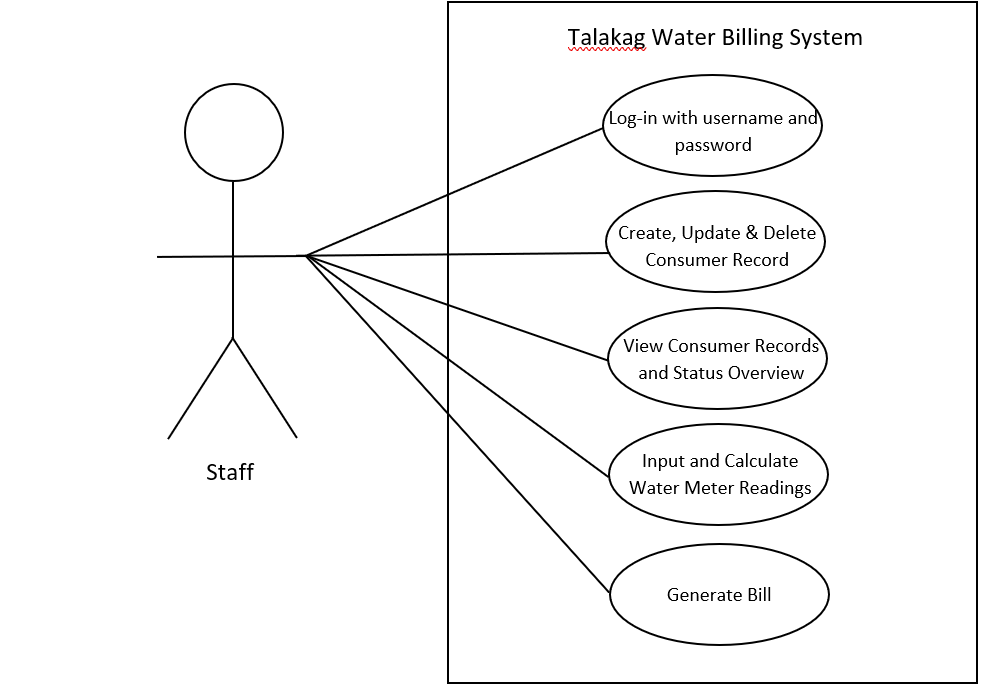 Talakag Water Billing System
Log-in with username and
password
Create, Update & Delete
Consumer Record
View Consumer Records
and Status Overview
Input and Calculate
Water Meter Readings
Staff
Generate Bill